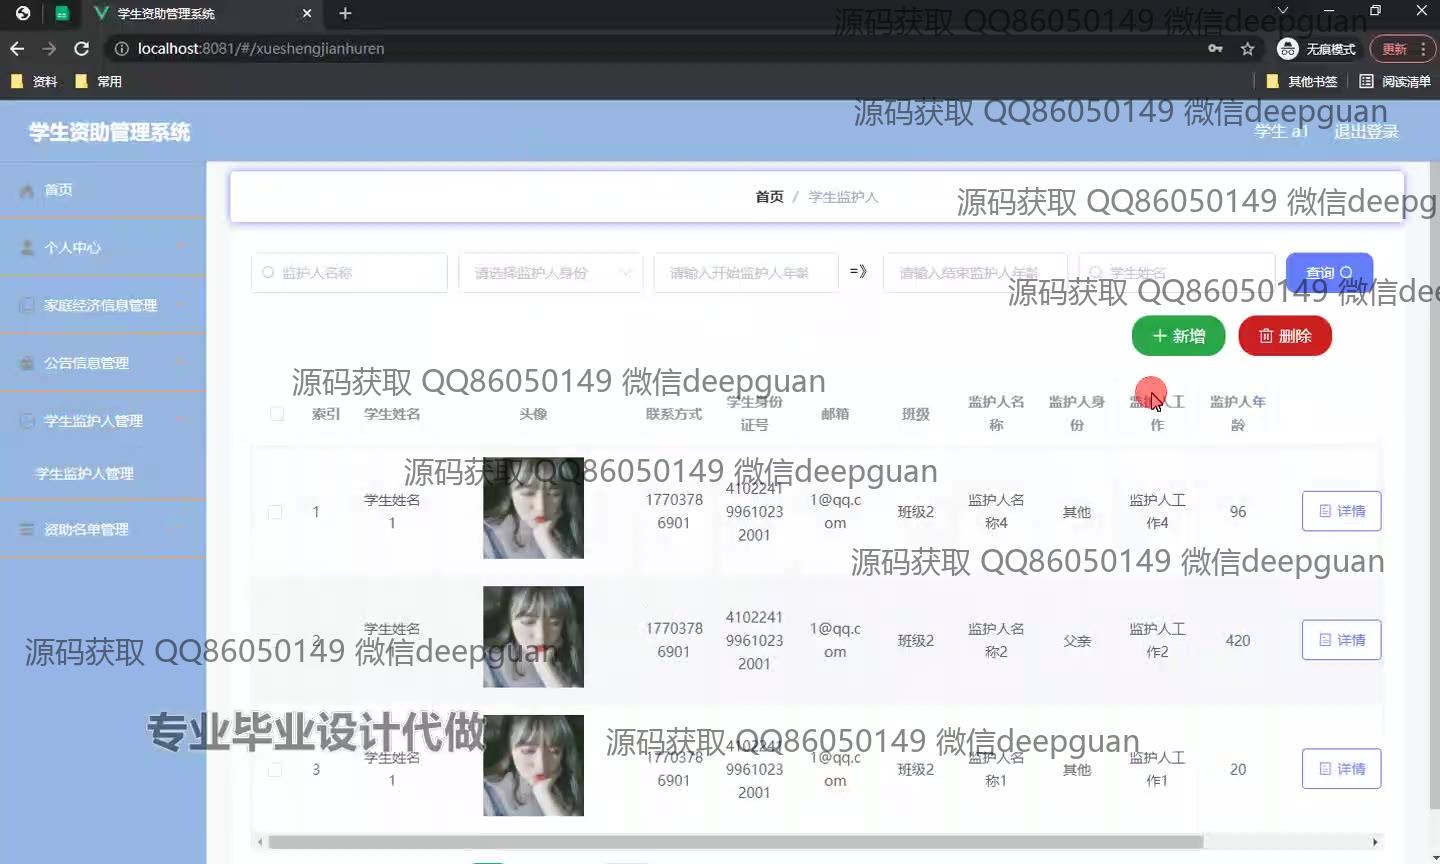 学生资助管理系统
localhost:8081/#/xueshengjianhuren
无痕模式
更新
资料
常用
其他书签
阅读清单
源码获取 QQ86050149 微信deepguan
源码获取 QQ86050149 微信deepguan
学生资助管理系统
学生 a1
退出登录
首页
个人中心
家庭经济信息管理
公告信息管理
学生监护人管理
学生监护人管理
资助名单管理
首页 / 学生监护人
源码获取 QQ86050149 微信deepg
监护人名称
请选择监护人身份
请输入开始监护人年龄
=》
请输入结束监护人年龄
学生姓名
查询
源码获取 QQ86050149 微信dee
新增
删除
源码获取 QQ86050149 微信deepguan
索引 学生姓名 头像 联系方式 学生身份证号 邮箱 班级 监护人名称 监护人身份 监护人工作 监护人年龄
源码获取 QQ86050149 微信deepguan
1 学生姓名1 17703786901 410224199610232001 1@qq.com 班级2 监护人名称4 其他 监护人工作4 96 详情
源码获取 QQ86050149 微信deepguan
2 学生姓名1 17703786901 410224199610232001 1@qq.com 班级2 监护人名称2 父亲 监护人工作2 420 详情
源码获取 QQ86050149 微信deepguan
专业毕业设计代做
源码获取 QQ86050149 微信deepguan
3 学生姓名1 17703786901 410224199610232001 1@qq.com 班级2 监护人名称1 其他 监护人工作1 20 详情